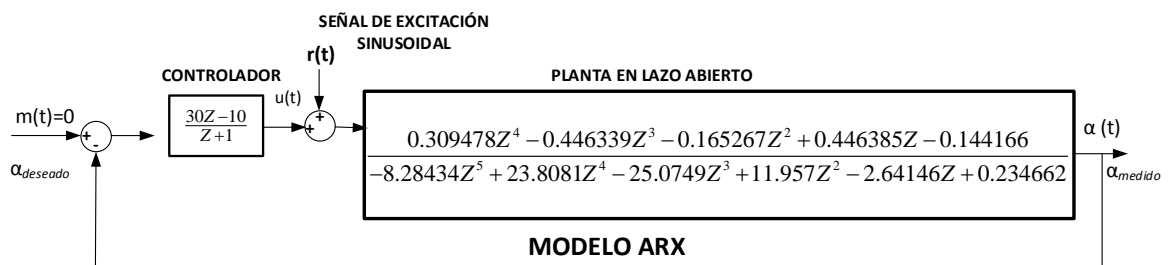 SEÑAL DE EXCITACIÓN
SINUSOIDAL
r(t)
CONTROLADOR
PLANTA EN LAZO ABIERTO
m(t)=0
u(t)
α (t)
+
-
+
+
30Z−10
Z+1
0.309478Z⁴ − 0.446339Z³ − 0.165267Z² + 0.446385Z − 0.144166
−8.28434Z⁵ + 23.8081Z⁴ − 25.0749Z³ + 11.957Z² − 2.64146Z + 0.234662
α_deseado
α_medido
MODELO ARX